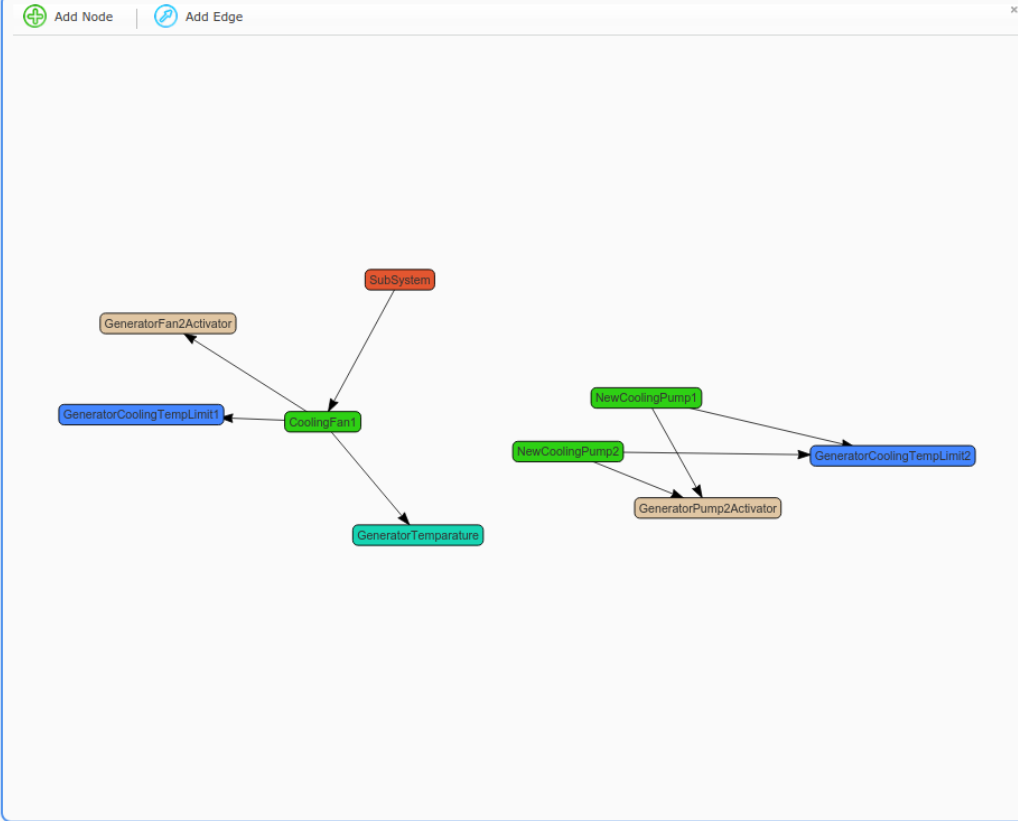 Add Node
Add Edge
SubSystem
GeneratorFan2Activator
GeneratorCoolingTempLimit1
CoolingFan1
NewCoolingPump1
NewCoolingPump2
GeneratorCoolingTempLimit2
GeneratorPump2Activator
GeneratorTemparature